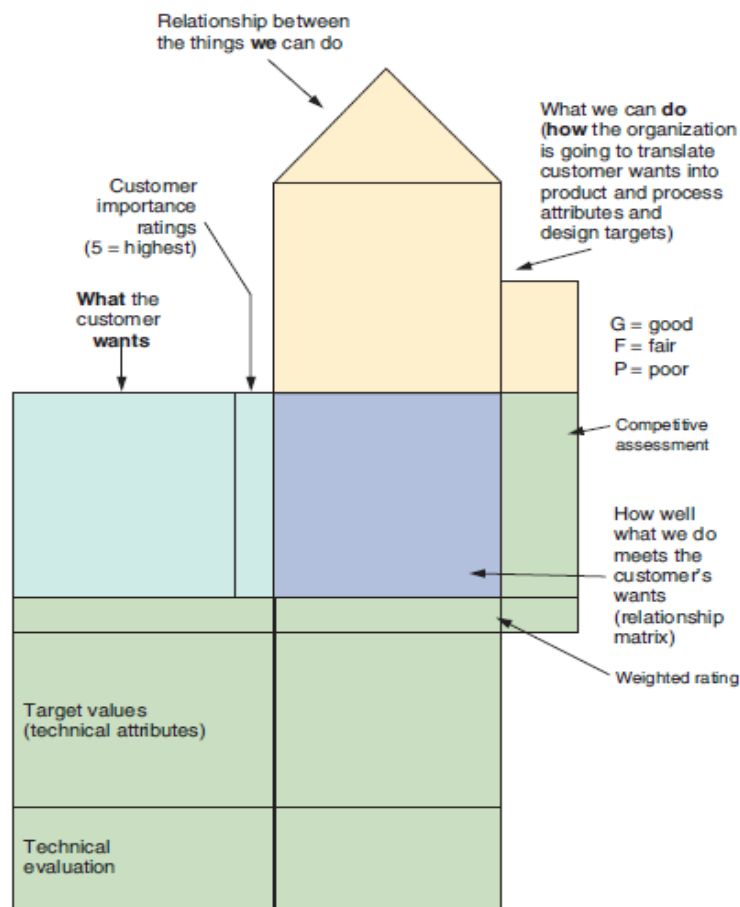 Relationship between
the things we can do
What we can do
(how the organization
is going to translate
customer wants into
product and process
attributes and
design targets)
Customer
importance
ratings
(5 = highest)
What the
customer
wants
G = good
F = fair
P = poor
Competitive
assessment
How well
what we do
meets the
customer's
wants
(relationship
matrix)
Weighted rating
Target values
(technical attributes)
Technical
evaluation